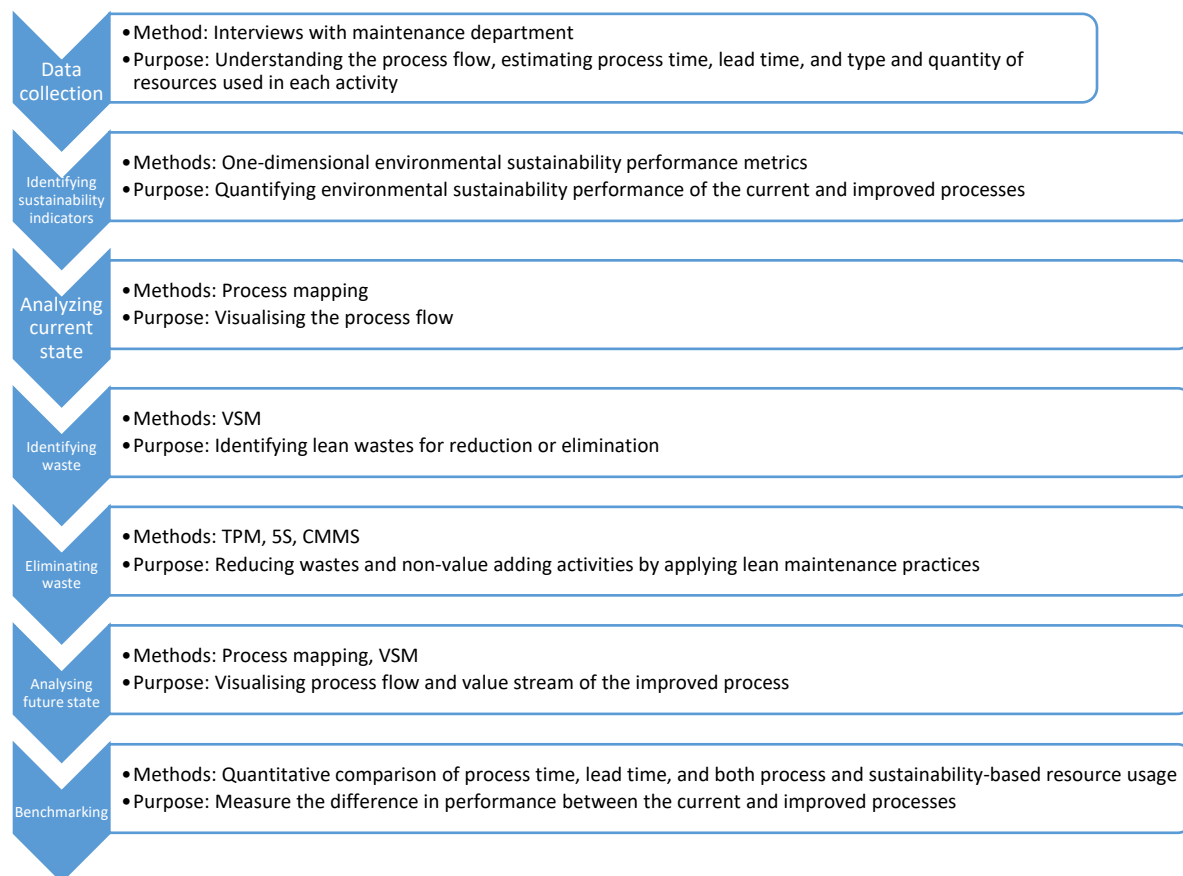 Data
collection
•Method: Interviews with maintenance department
•Purpose: Understanding the process flow, estimating process time, lead time, and type and quantity of
resources used in each activity
Identifying
sustainability
indicators
•Methods: One-dimensional environmental sustainability performance metrics
•Purpose: Quantifying environmental sustainability performance of the current and improved processes
Analyzing
current
state
•Methods: Process mapping
•Purpose: Visualising the process flow
Identifying
waste
•Methods: VSM
•Purpose: Identifying lean wastes for reduction or elimination
Eliminating
waste
•Methods: TPM, 5S, CMMS
•Purpose: Reducing wastes and non-value adding activities by applying lean maintenance practices
Analysing
future state
•Methods: Process mapping, VSM
•Purpose: Visualising process flow and value stream of the improved process
Benchmarking
•Methods: Quantitative comparison of process time, lead time, and both process and sustainability-based resource usage
•Purpose: Measure the difference in performance between the current and improved processes